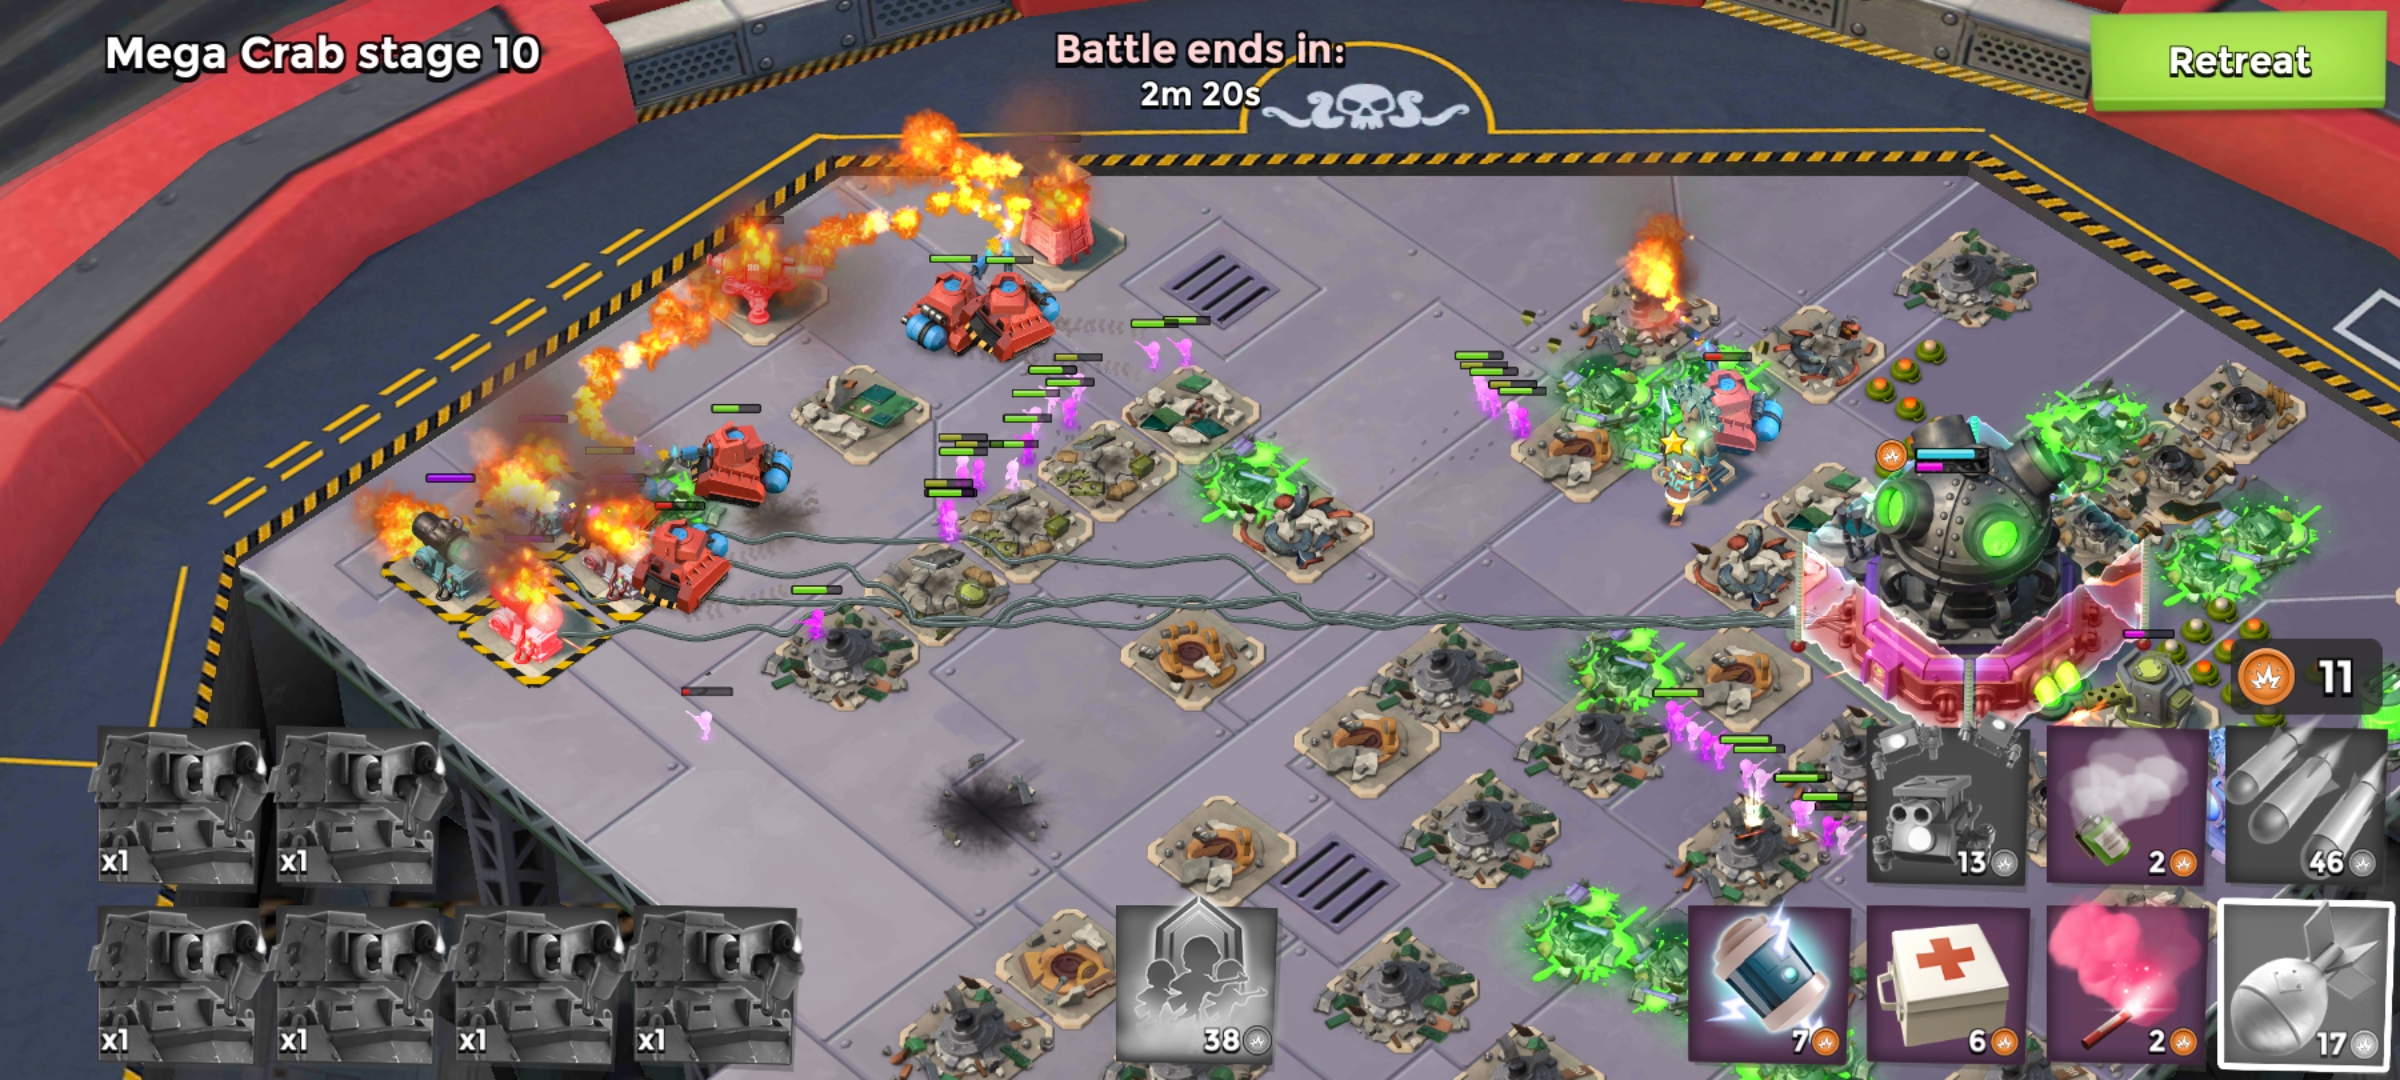 Mega Crab stage 10
Battle ends in:
2m 20s
Retreat
11
x1
x1
13
2
46
x1
x1
x1
x1
38
7
6
2
17